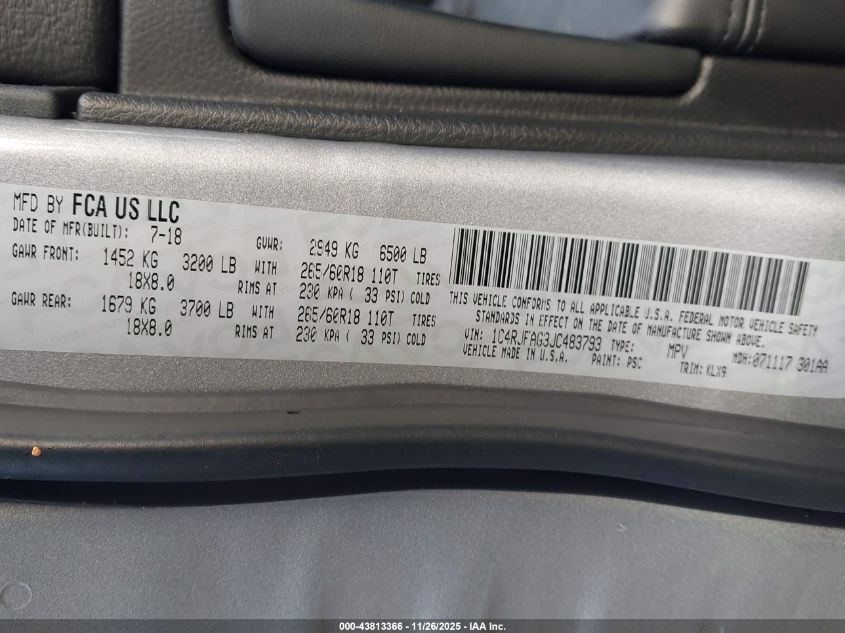 MFD BY FCA US LLC
DATE OF MFR(BUILT): 7-18 GVWR: 2949 KG 6500 LB
GAWR FRONT: 1452 KG 3200 LB WITH 265/60R18 110T TIRES
18X8.0 RIMS AT 230 KPA ( 33 PSI) COLD
GAWR REAR: 1679 KG 3700 LB WITH 265/60R18 110T TIRES
18X8.0 RIMS AT 230 KPA ( 33 PSI) COLD
THIS VEHICLE CONFORMS TO ALL APPLICABLE U.S.A. FEDERAL MOTOR VEHICLE SAFETY
STANDARDS IN EFFECT ON THE DATE OF MANUFACTURE SHOWN ABOVE.
VIN: 1C4RJFAG3JC483793 TYPE: MPV MDH: 071117 301AA
VEHICLE MADE IN U.S.A. PAINT: PSC TRIM: KLX9
000-43813366 - 11/26/2025 - IAA Inc.